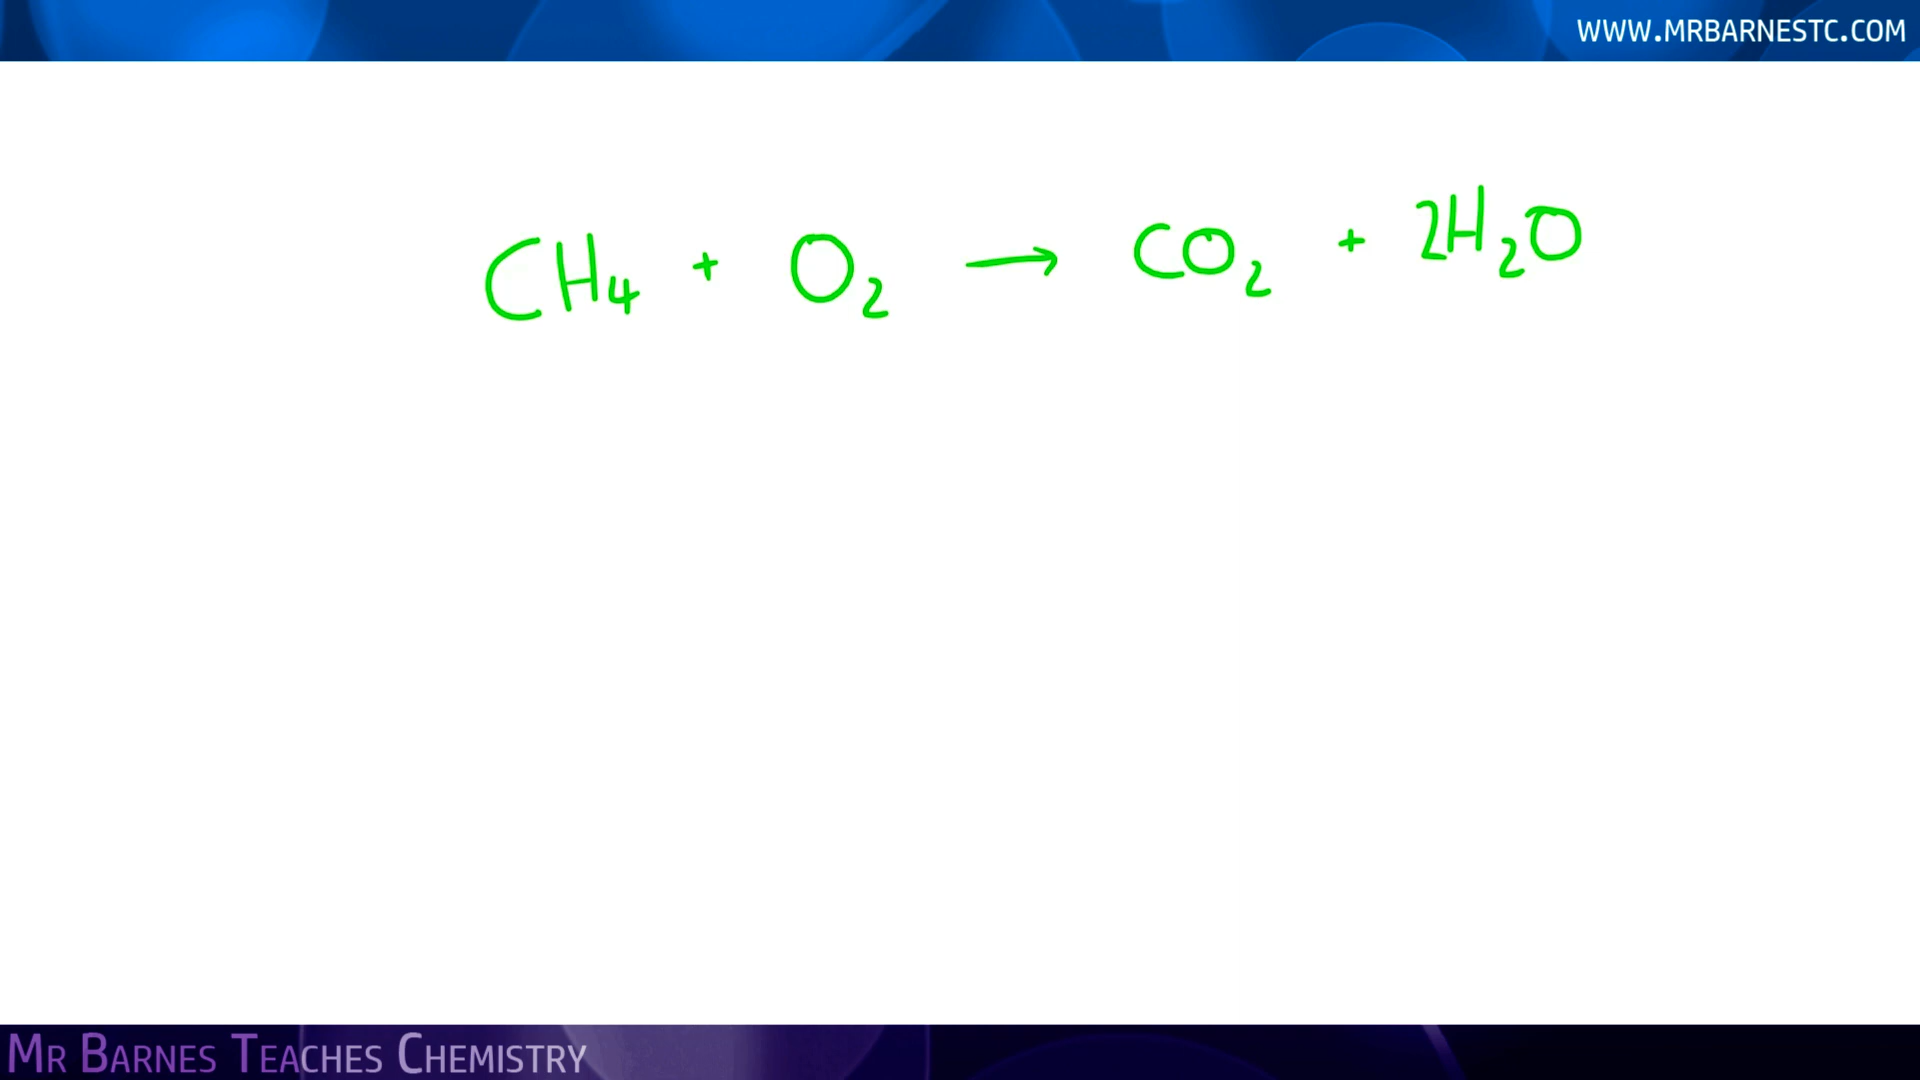 WWW.MRBARNESTC.COM
CH₄ + O₂ → CO₂ + 2H₂O
MR BARNES TEACHES CHEMISTRY